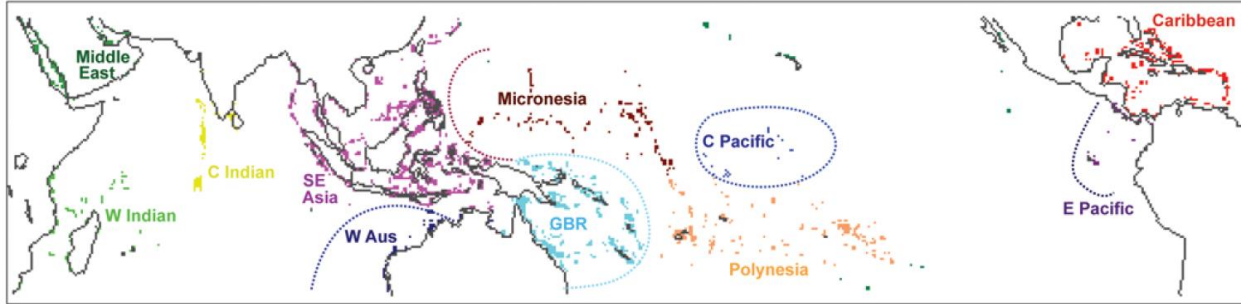 Middle
East
C Indian
W Indian
SE
Asia
W Aus
Micronesia
GBR
C Pacific
Polynesia
E Pacific
Caribbean